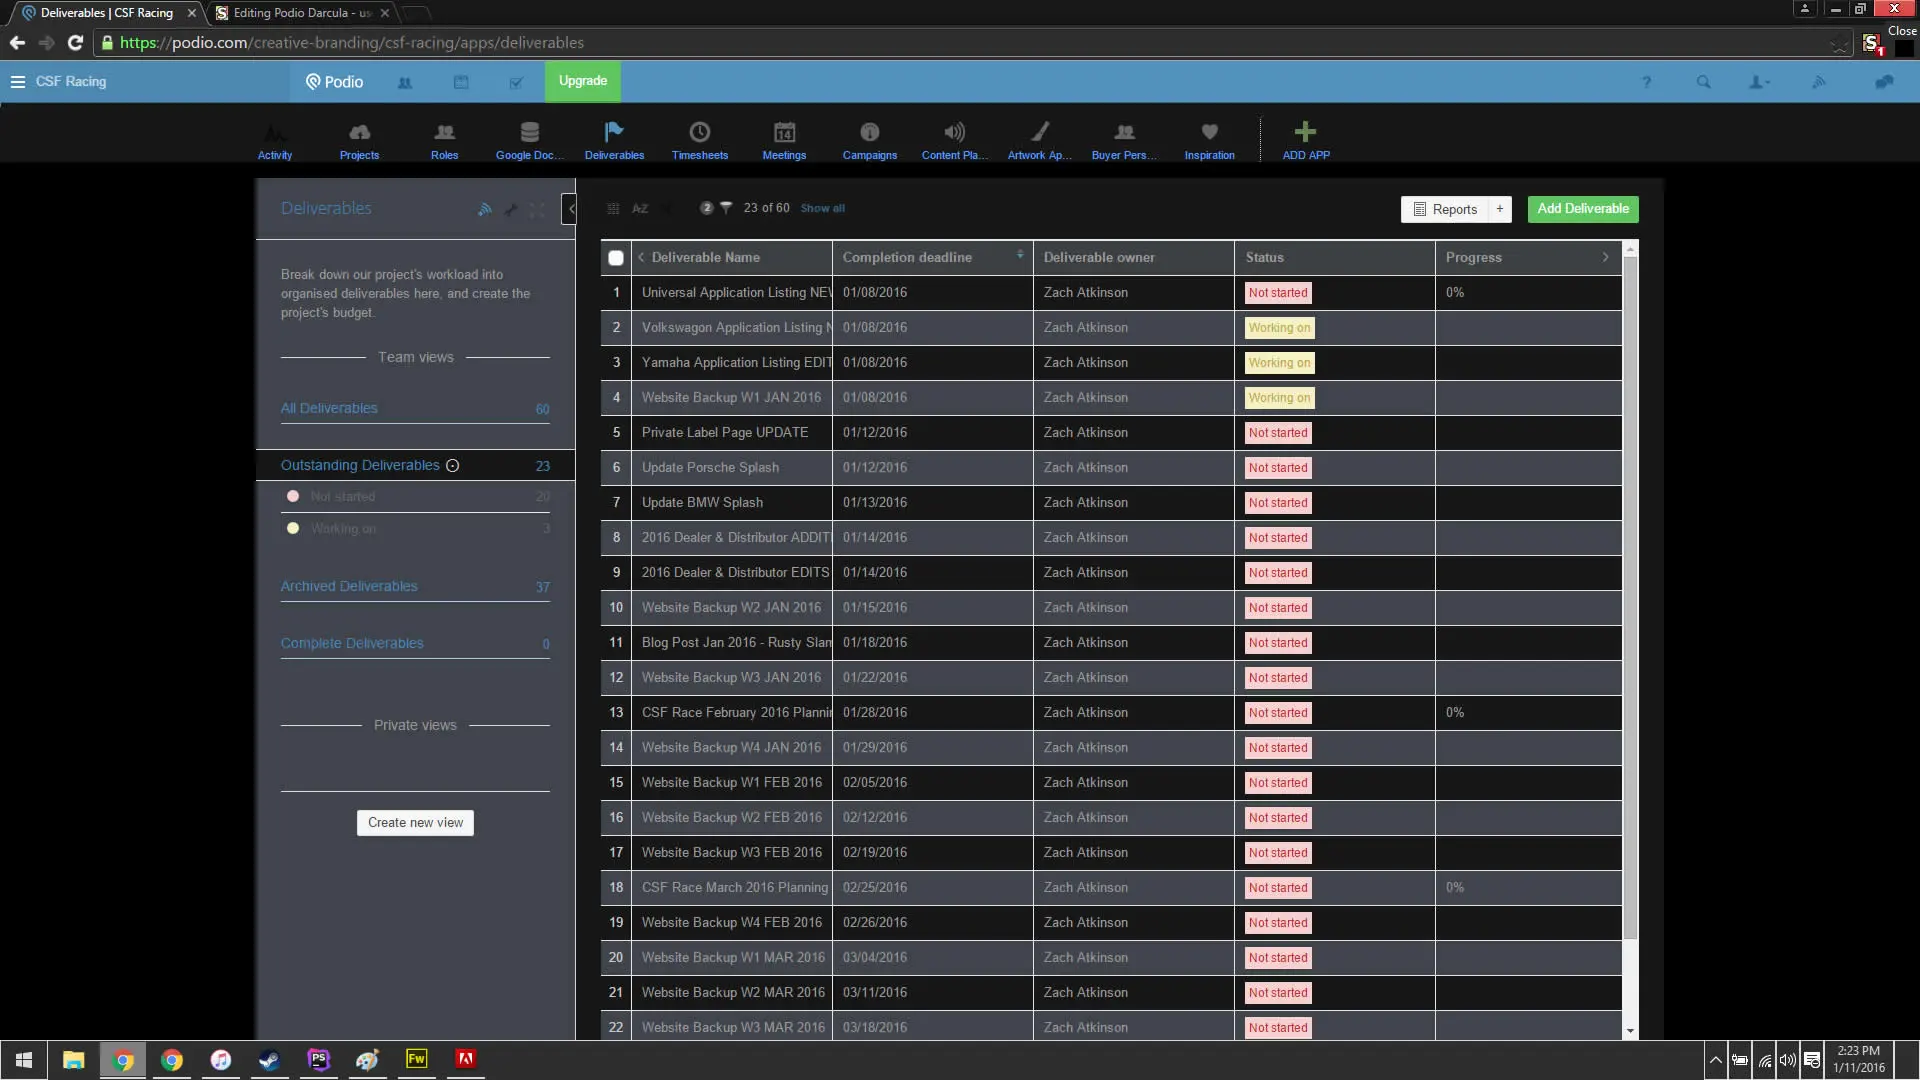 Deliverables | CSF Racing
Editing Podio Darcula - us
Close
https://podio.com/creative-branding/csf-racing/apps/deliverables
S 1
CSF Racing
Podio
Upgrade
?
Activity
Projects
Roles
Google Doc...
Deliverables
Timesheets
14
Meetings
Campaigns
Content Pla...
Artwork Ap...
Buyer Pers...
Inspiration
ADD APP
Deliverables
Break down our project's workload into
organised deliverables here, and create the
project's budget.
Team views
All Deliverables 60
Outstanding Deliverables 23
Not started 20
Working on 3
Archived Deliverables 37
Complete Deliverables 0
Private views
Create new view
A-Z
2
23 of 60 Show all
Reports +
Add Deliverable
Deliverable Name Completion deadline Deliverable owner Status Progress
1 Universal Application Listing NEW 01/08/2016 Zach Atkinson Not started 0%
2 Volkswagon Application Listing N 01/08/2016 Zach Atkinson Working on
3 Yamaha Application Listing EDIT 01/08/2016 Zach Atkinson Working on
4 Website Backup W1 JAN 2016 01/08/2016 Zach Atkinson Working on
5 Private Label Page UPDATE 01/12/2016 Zach Atkinson Not started
6 Update Porsche Splash 01/12/2016 Zach Atkinson Not started
7 Update BMW Splash 01/13/2016 Zach Atkinson Not started
8 2016 Dealer & Distributor ADDITI 01/14/2016 Zach Atkinson Not started
9 2016 Dealer & Distributor EDITS 01/14/2016 Zach Atkinson Not started
10 Website Backup W2 JAN 2016 01/15/2016 Zach Atkinson Not started
11 Blog Post Jan 2016 - Rusty Slam 01/18/2016 Zach Atkinson Not started
12 Website Backup W3 JAN 2016 01/22/2016 Zach Atkinson Not started
13 CSF Race February 2016 Plannin 01/28/2016 Zach Atkinson Not started 0%
14 Website Backup W4 JAN 2016 01/29/2016 Zach Atkinson Not started
15 Website Backup W1 FEB 2016 02/05/2016 Zach Atkinson Not started
16 Website Backup W2 FEB 2016 02/12/2016 Zach Atkinson Not started
17 Website Backup W3 FEB 2016 02/19/2016 Zach Atkinson Not started
18 CSF Race March 2016 Planning 02/25/2016 Zach Atkinson Not started 0%
19 Website Backup W4 FEB 2016 02/26/2016 Zach Atkinson Not started
20 Website Backup W1 MAR 2016 03/04/2016 Zach Atkinson Not started
21 Website Backup W2 MAR 2016 03/11/2016 Zach Atkinson Not started
22 Website Backup W3 MAR 2016 03/18/2016 Zach Atkinson Not started
PS
Fw
2:23 PM
1/11/2016